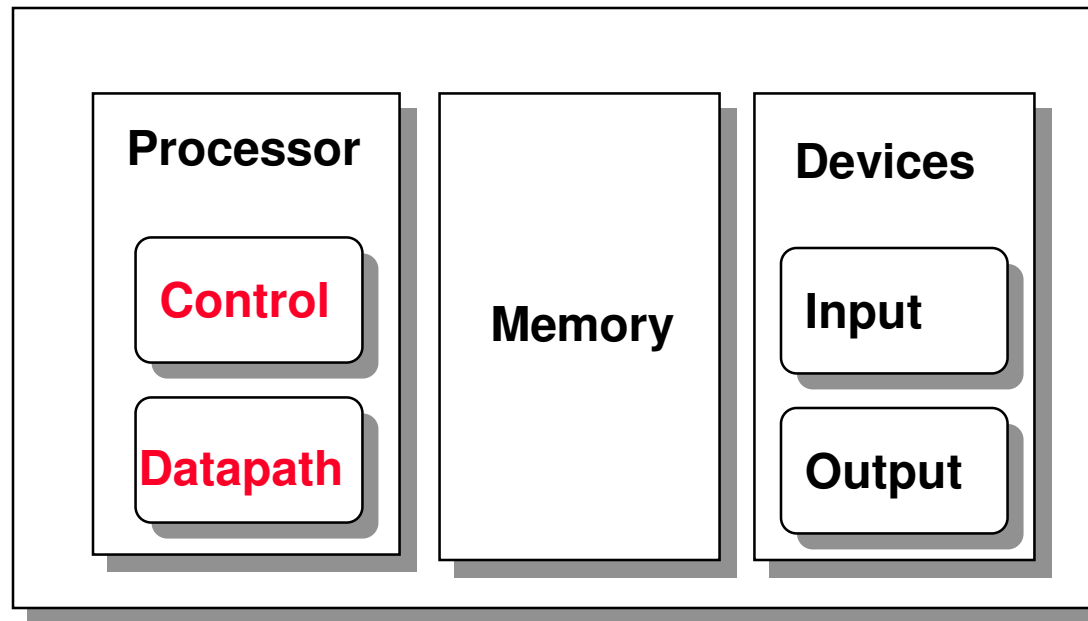 Processor
Control
Datapath
Memory
Devices
Input
Output